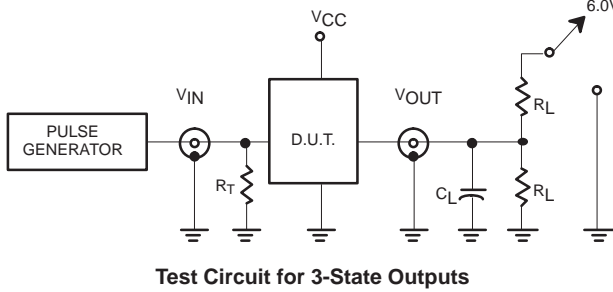 6.0V
VCC
VIN
VOUT
RL
PULSE
GENERATOR
D.U.T.
RT
CL
RL
Test Circuit for 3-State Outputs